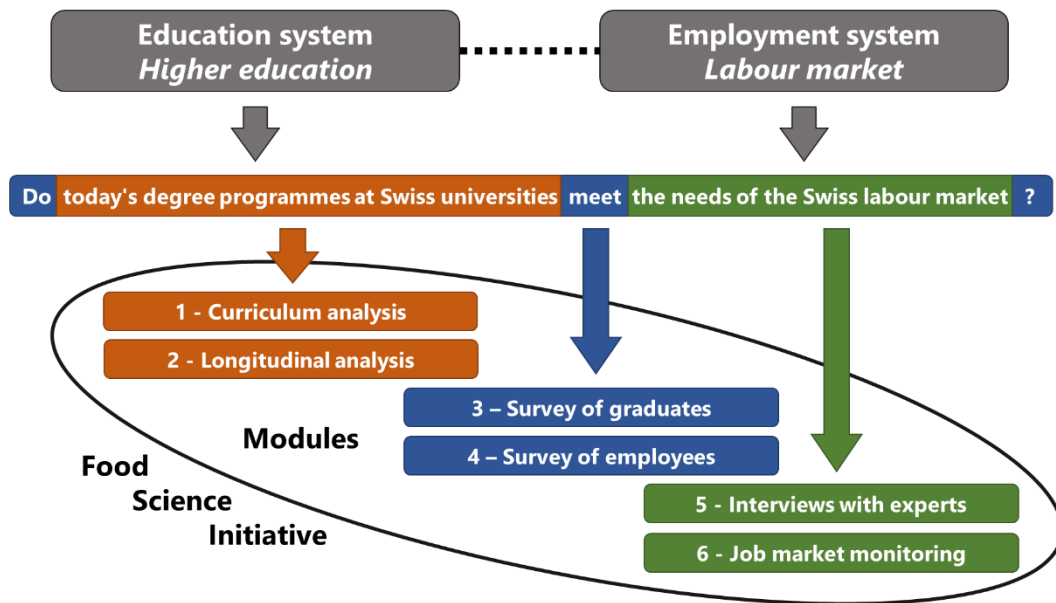 Education system
Higher education
Employment system
Labour market
Do today's degree programmes at Swiss universities meet the needs of the Swiss labour market ?
1 - Curriculum analysis
2 - Longitudinal analysis
3 – Survey of graduates
4 – Survey of employees
Modules
Food
Science
Initiative
5 - Interviews with experts
6 - Job market monitoring